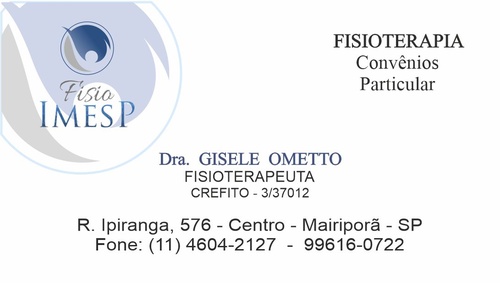 Fisio
IMESP
FISIOTERAPIA
Convênios
Particular
Dra. GISELE OMETTO
FISIOTERAPEUTA
CREFITO - 3/37012
R. Ipiranga, 576 - Centro - Mairiporã - SP
Fone: (11) 4604-2127 - 99616-0722